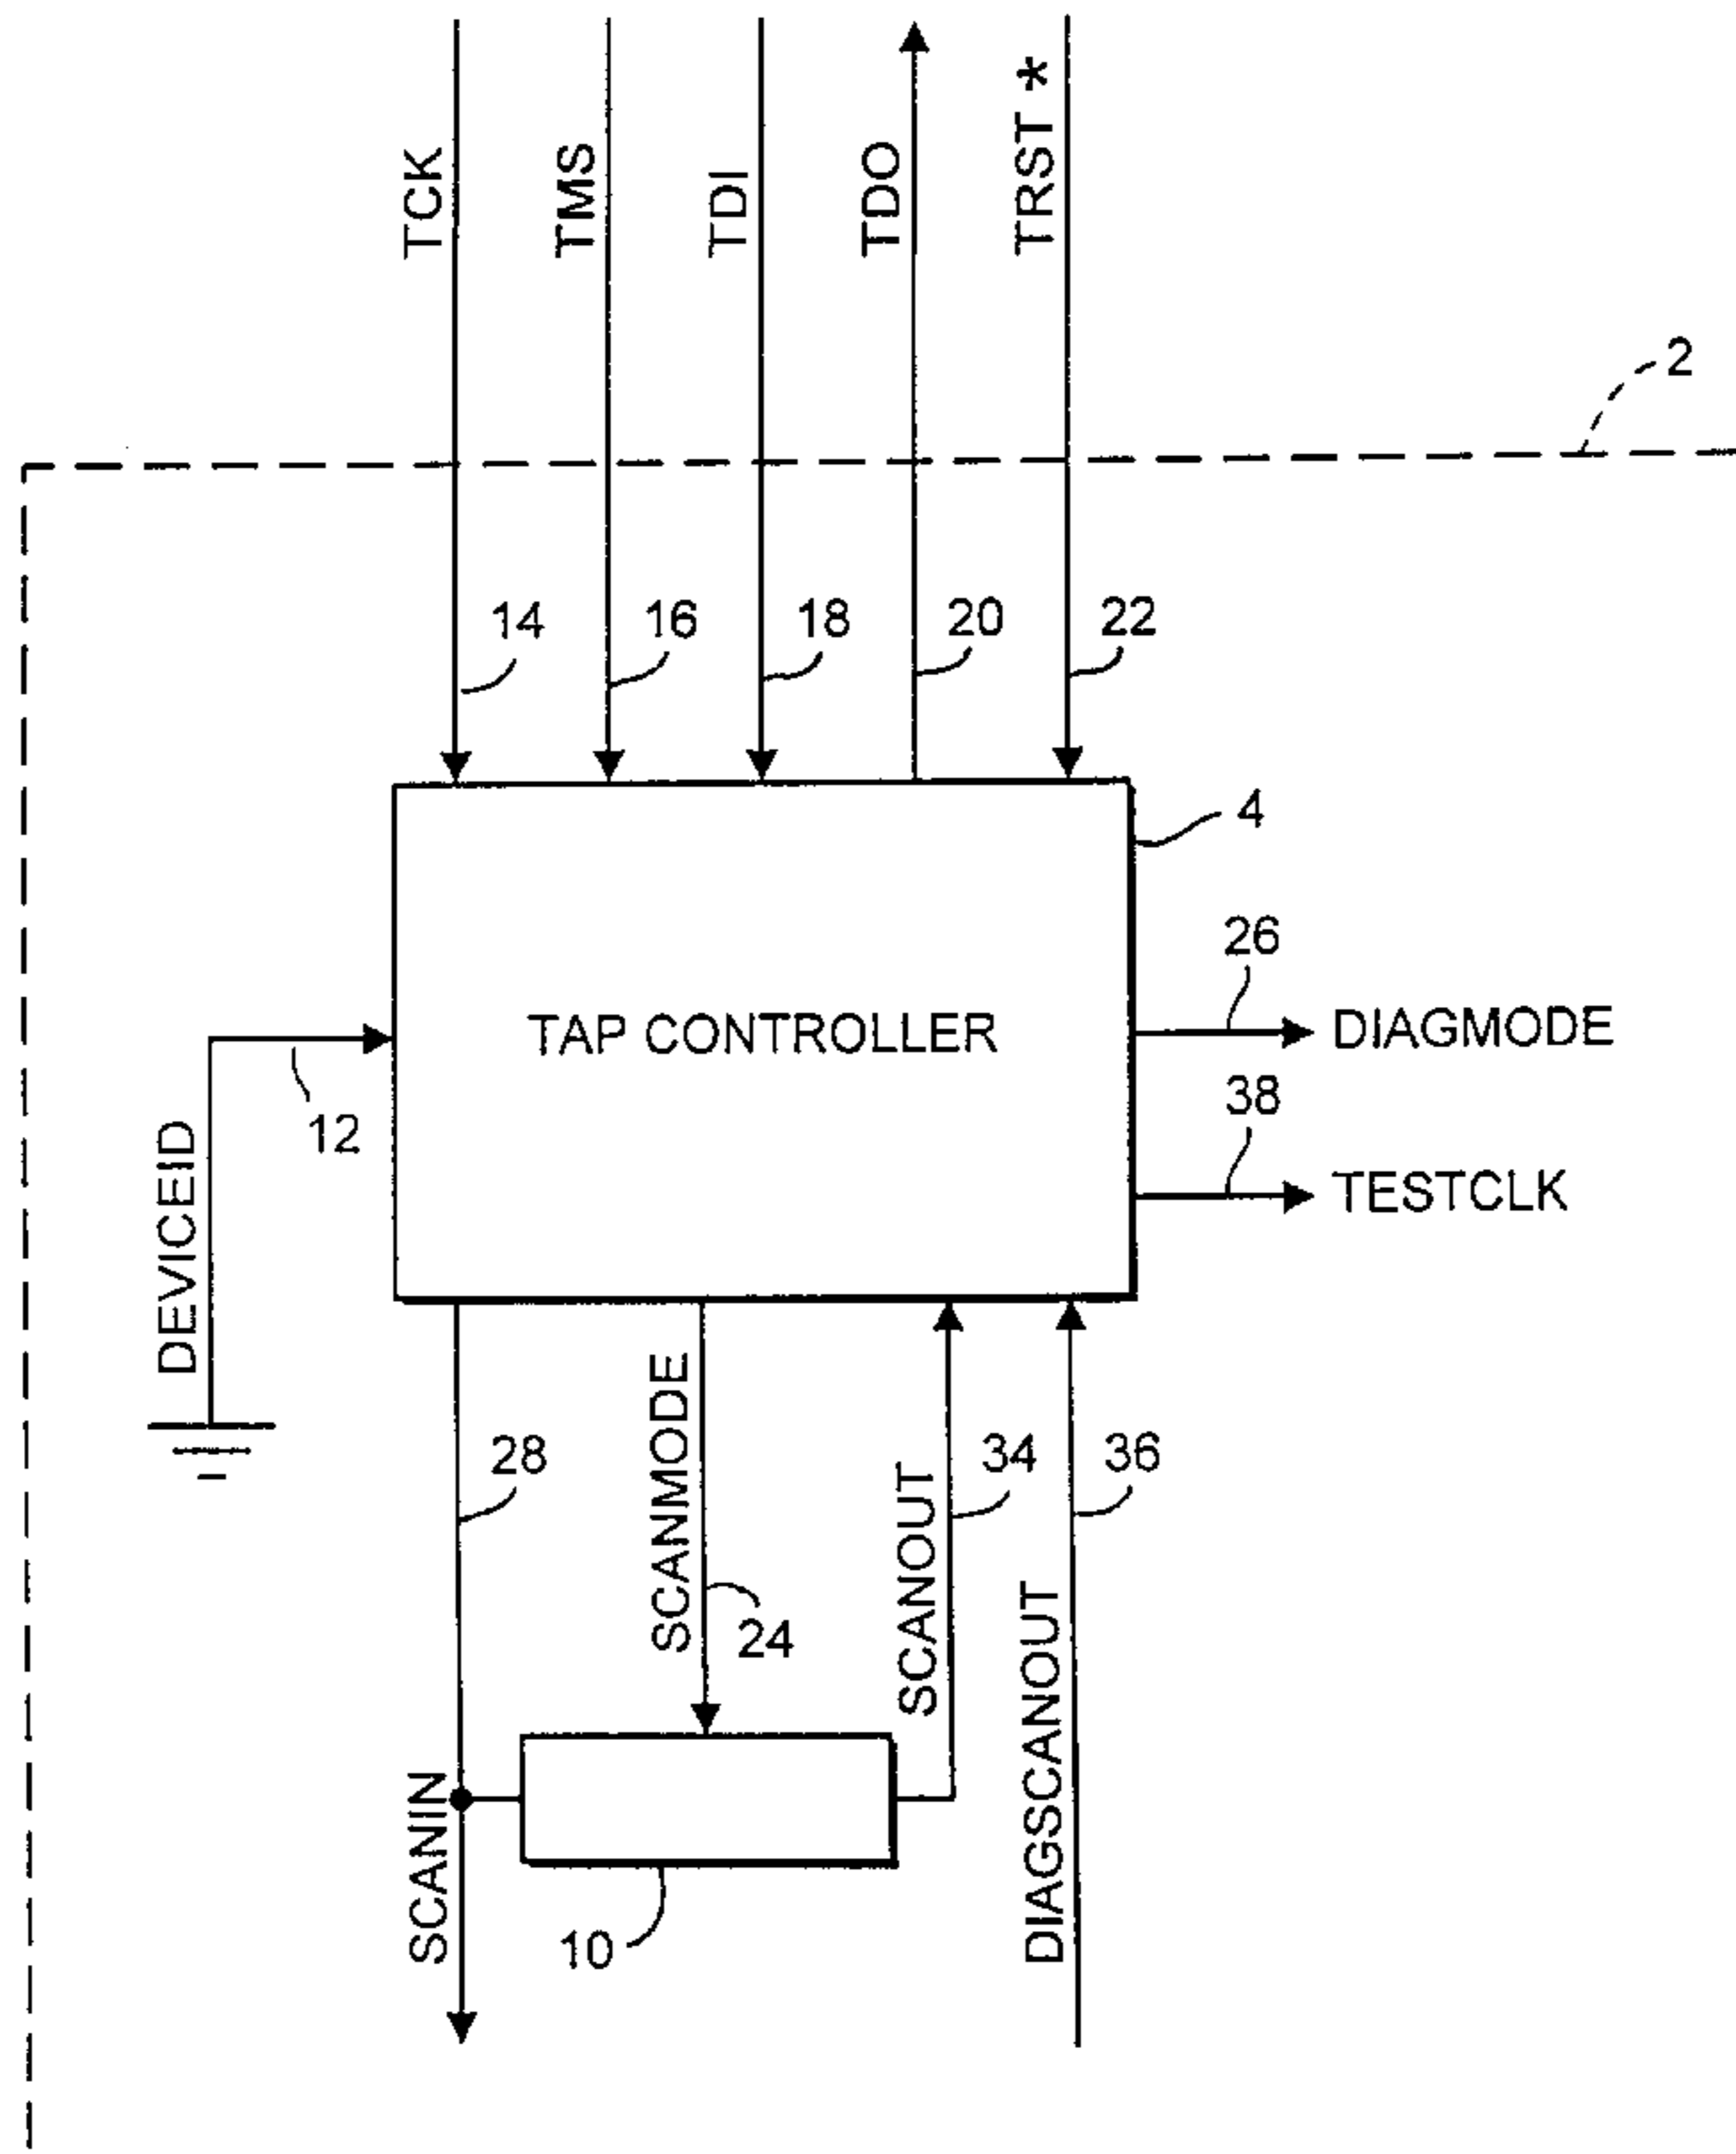 TCK
TMS
TDI
TDO
TRST *
2
14
16
18
20
22
4
TAP CONTROLLER
26
DIAGMODE
12
38
TESTCLK
DEVICEID
28
SCANMODE
24
SCANOUT
34
36
DIAGSCANOUT
SCANIN
10